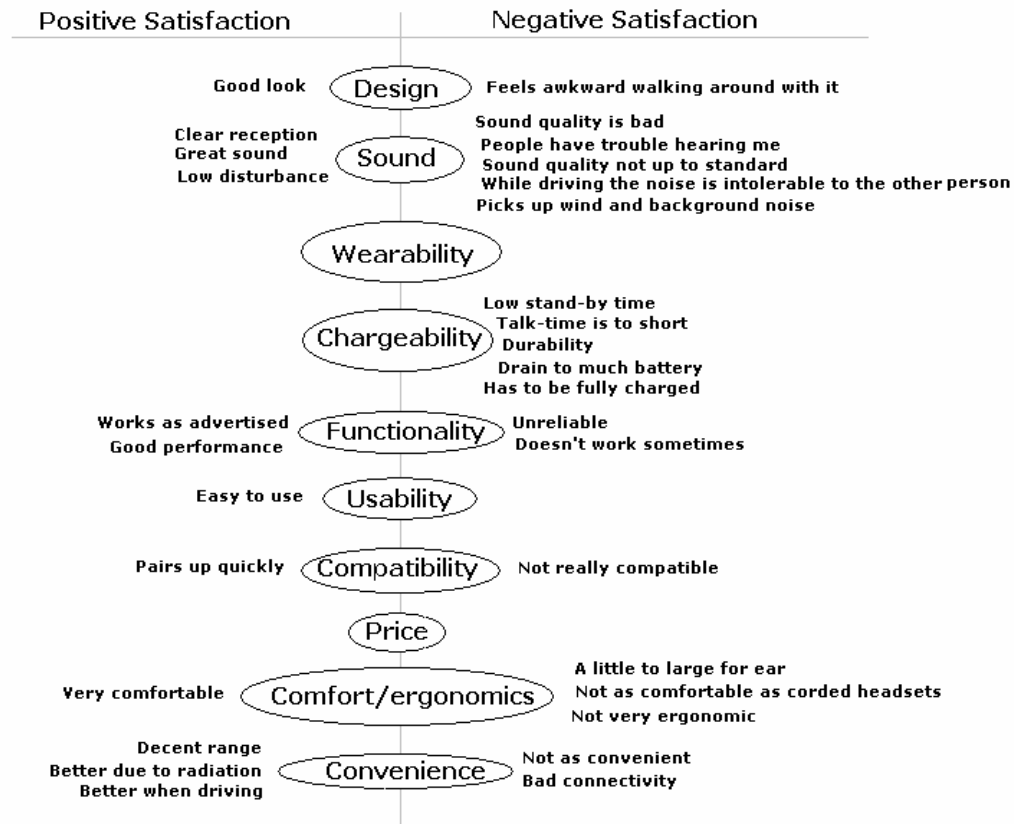 Positive Satisfaction
Negative Satisfaction
Good look
Design
Feels awkward walking around with it
Clear reception
Great sound
Low disturbance
Sound
Sound quality is bad
People have trouble hearing me
Sound quality not up to standard
While driving the noise is intolerable to the other person
Picks up wind and background noise
Wearability
Chargeability
Low stand-by time
Talk-time is to short
Durability
Drain to much battery
Has to be fully charged
Works as advertised
Good performance
Functionality
Unreliable
Doesn't work sometimes
Easy to use
Usability
Pairs up quickly
Compatibility
Not really compatible
Price
Very comfortable
Comfort/ergonomics
A little to large for ear
Not as comfortable as corded headsets
Not very ergonomic
Decent range
Better due to radiation
Better when driving
Convenience
Not as convenient
Bad connectivity